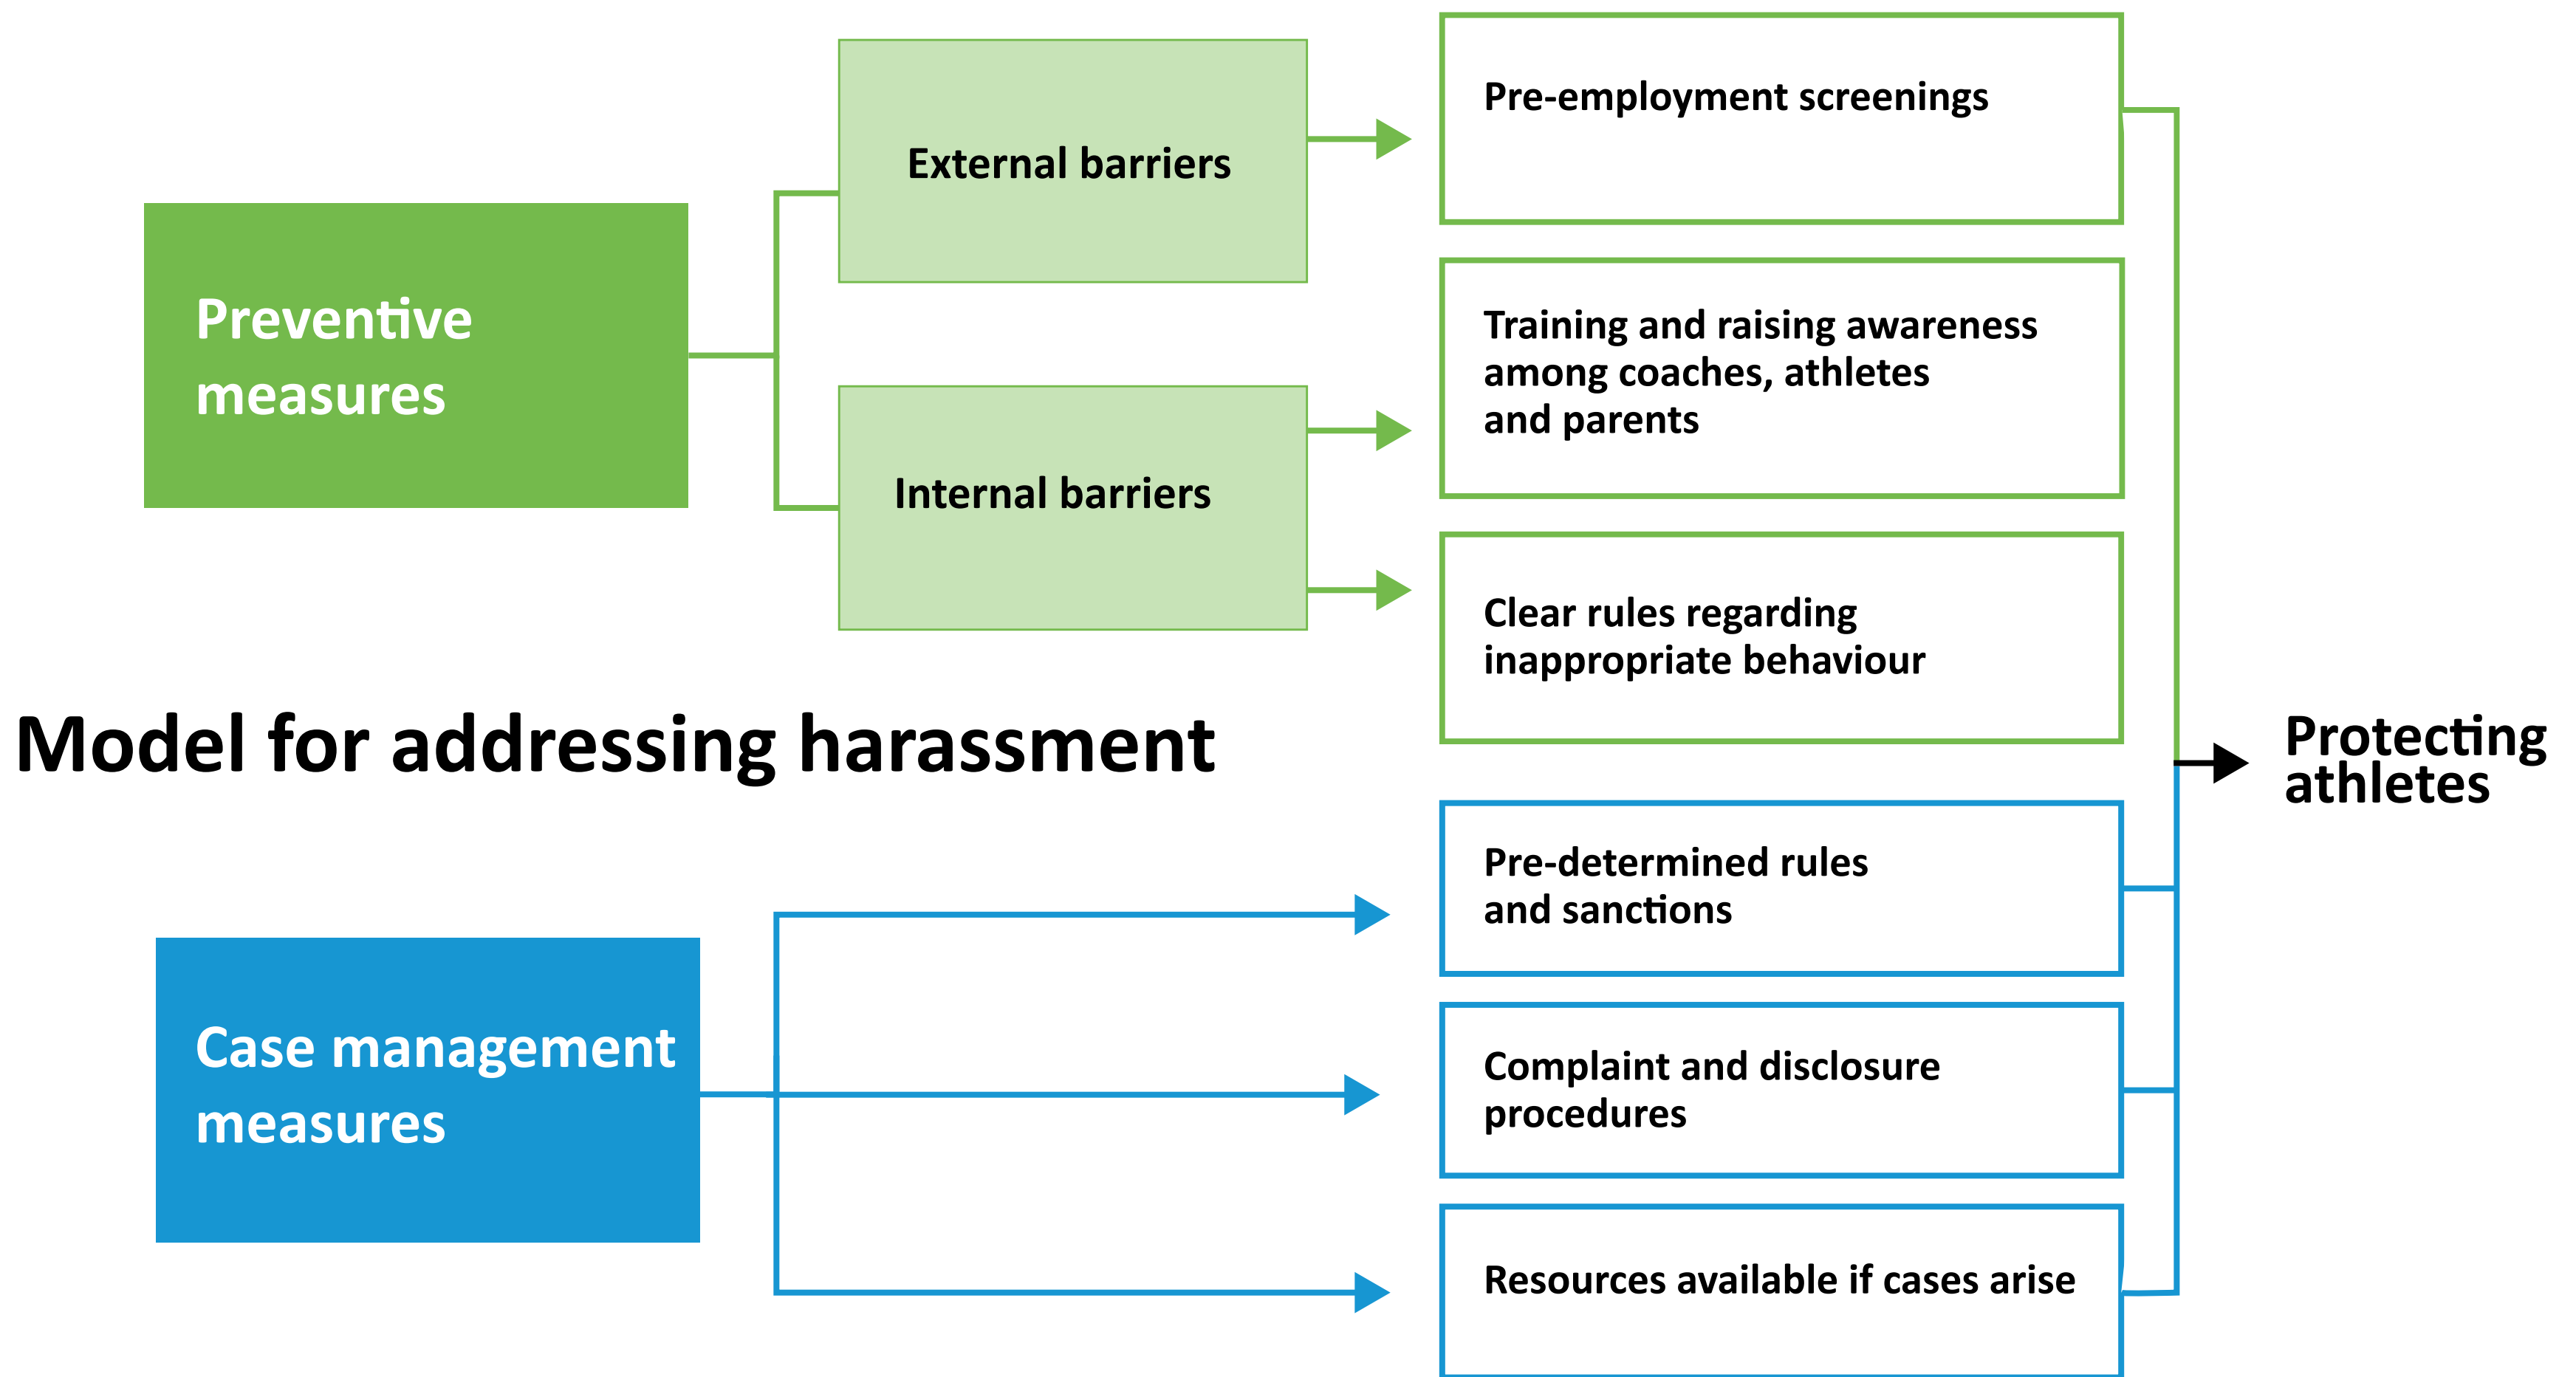 Preventive
measures
External barriers
Internal barriers
Pre-employment screenings
Training and raising awareness
among coaches, athletes
and parents
Clear rules regarding
inappropriate behaviour
Model for addressing harassment
Protecting
athletes
Case management
measures
Pre-determined rules
and sanctions
Complaint and disclosure
procedures
Resources available if cases arise